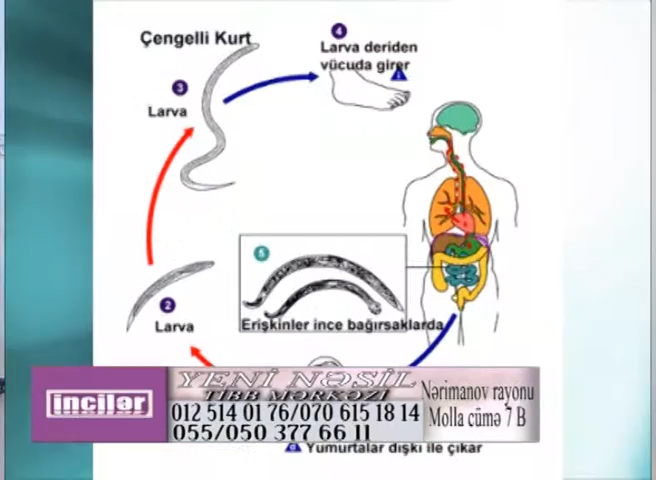 Çengelli Kurt
4
Larva deriden
vücuda girer
i
3
Larva
5
2
Larva
Erişkinler ince bağırsaklarda
inciler
YENİ NƏSİL
TİBB MƏRKƏZİ
012 514 01 76/070 615 18 14
055/050 377 66 11
Nərimanov rayonu
Molla cümə 7 B
d Yumurtalar dışkı ile çıkar